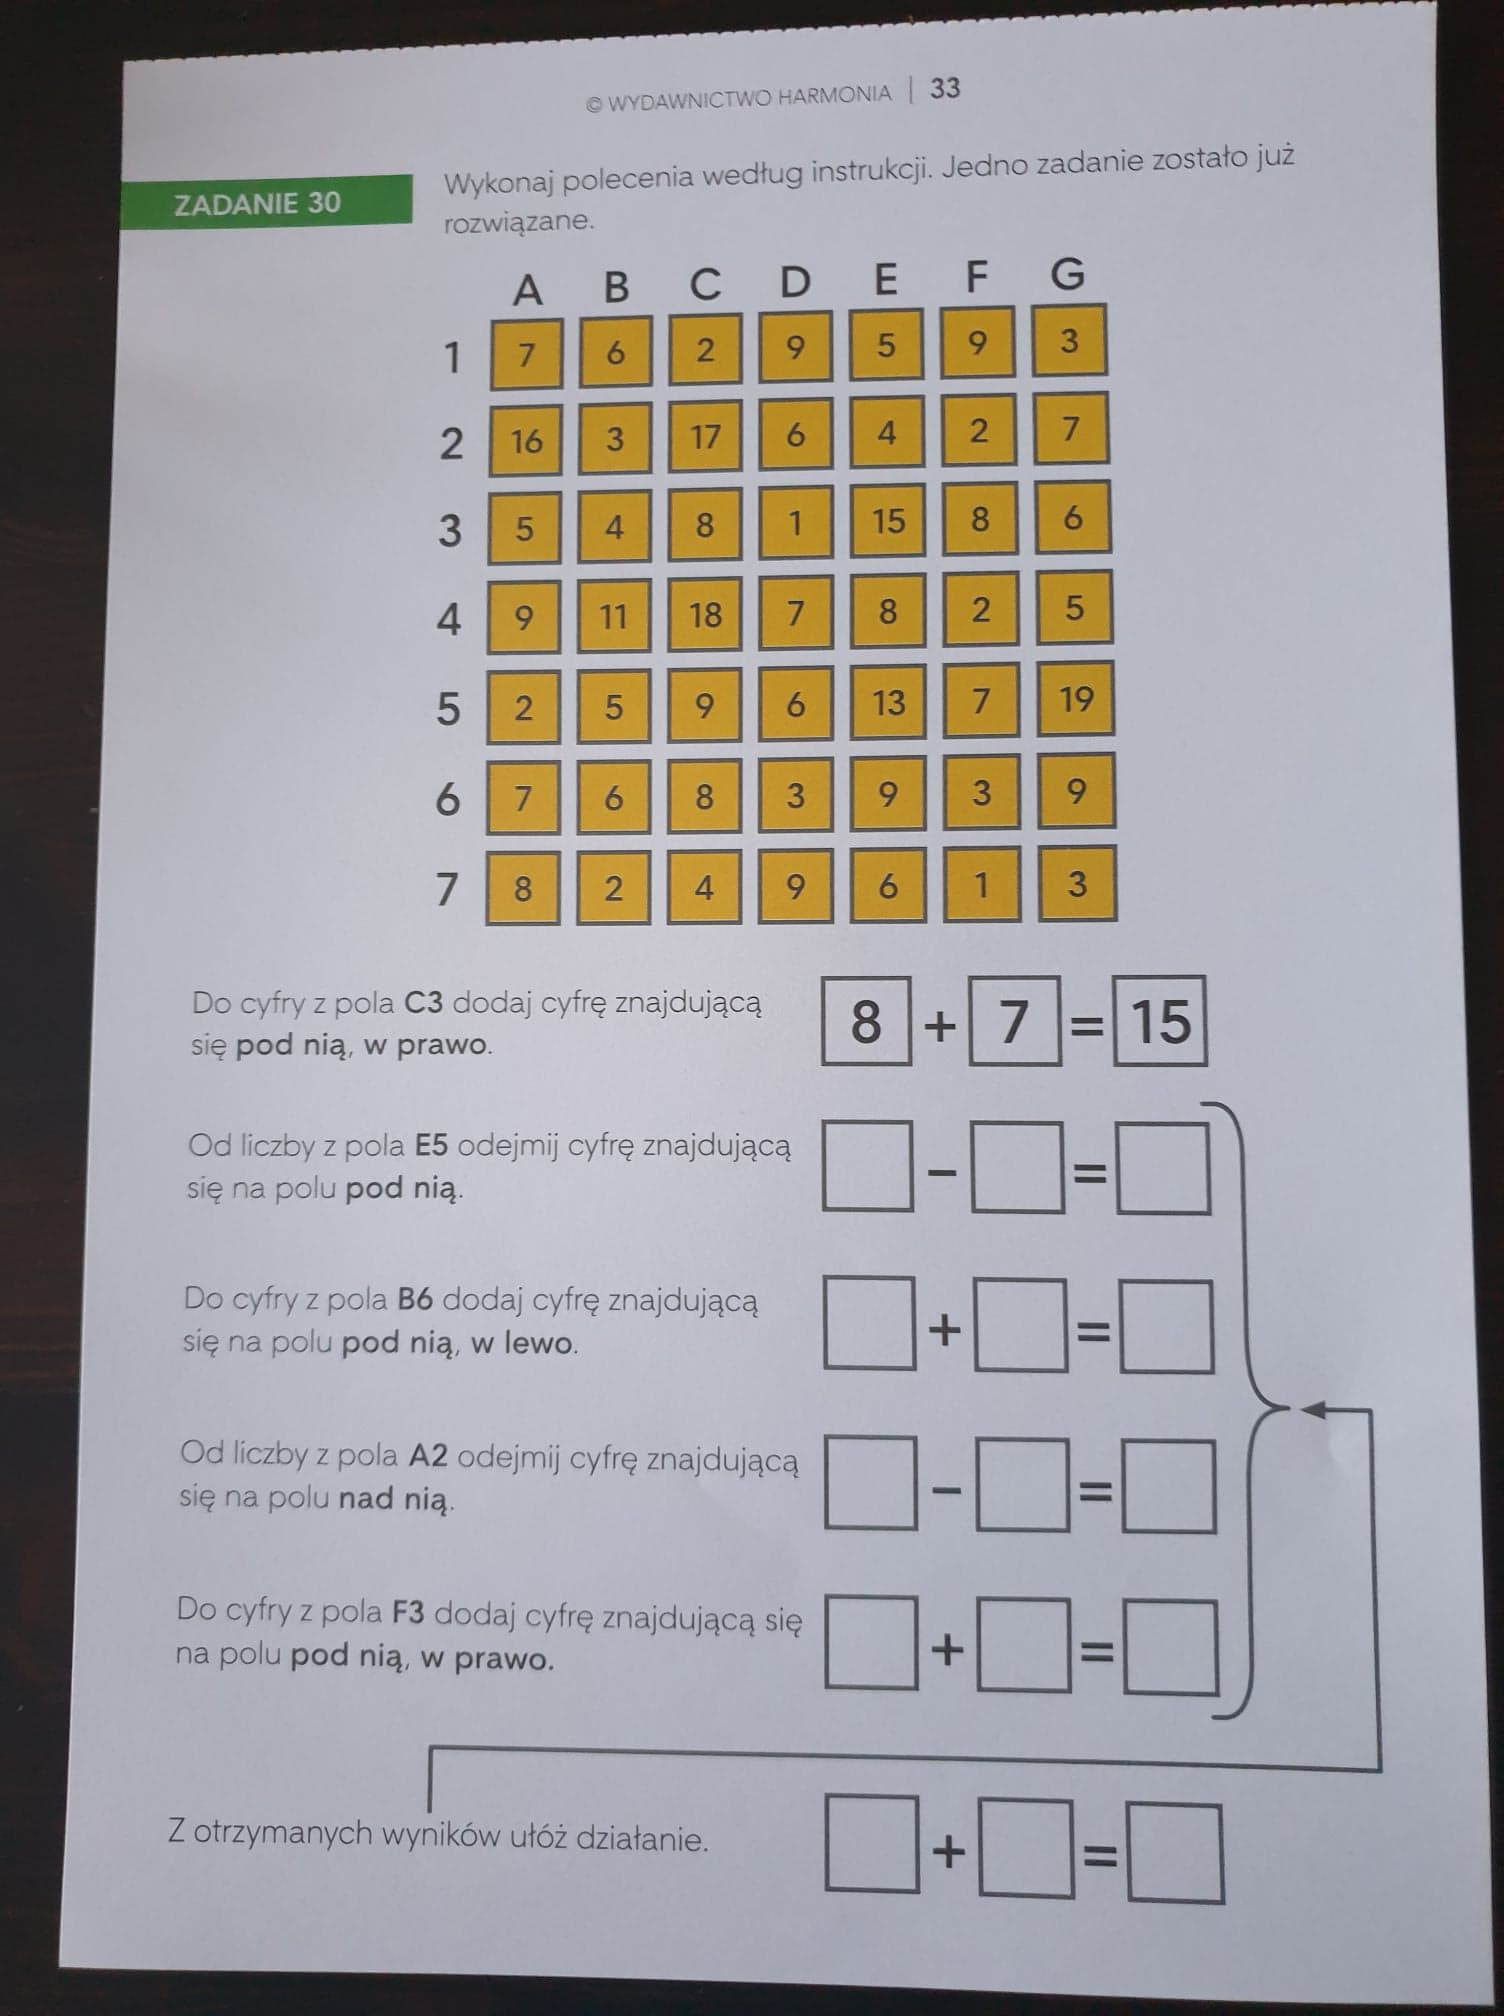 © WYDAWNICTWO HARMONIA | 33
ZADANIE 30
Wykonaj polecenia według instrukcji. Jedno zadanie zostało już
rozwiązane.
A B C D E F G
1 7 6 2 9 5 9 3
2 16 3 17 6 4 2 7
3 5 4 8 1 15 8 6
4 9 11 18 7 8 2 5
5 2 5 9 6 13 7 19
6 7 6 8 3 9 3 9
7 8 2 4 9 6 1 3
Do cyfry z pola C3 dodaj cyfrę znajdującą
się pod nią, w prawo.
8 + 7 = 15
Od liczby z pola E5 odejmij cyfrę znajdującą
się na polu pod nią.
- =
Do cyfry z pola B6 dodaj cyfrę znajdującą
się na polu pod nią, w lewo.
+ =
Od liczby z pola A2 odejmij cyfrę znajdującą
się na polu nad nią.
- =
Do cyfry z pola F3 dodaj cyfrę znajdującą się
na polu pod nią, w prawo.
+ =
Z otrzymanych wyników ułóż działanie.
+ =